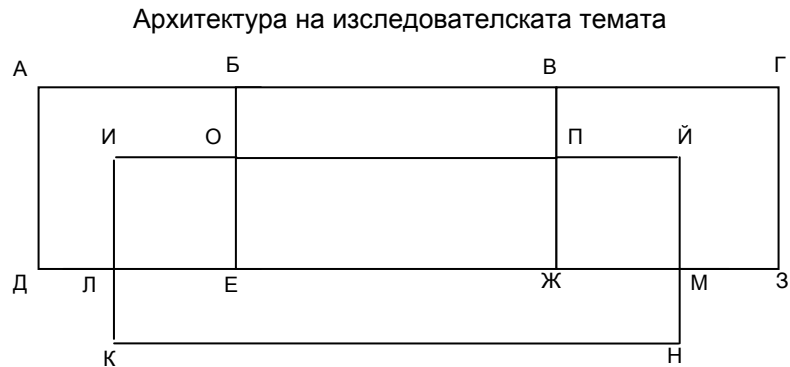 Архитектура на изследователската темата
А Б В Г
И О П Й
Д Л Е Ж М З
К Н